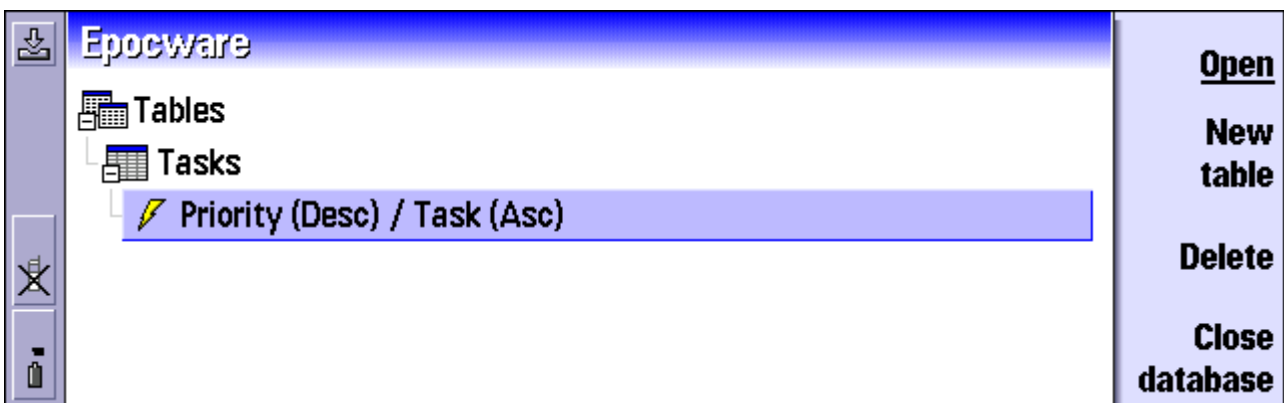 Epocware
Tables
Tasks
Priority (Desc) / Task (Asc)
Open
New
table
Delete
Close
database